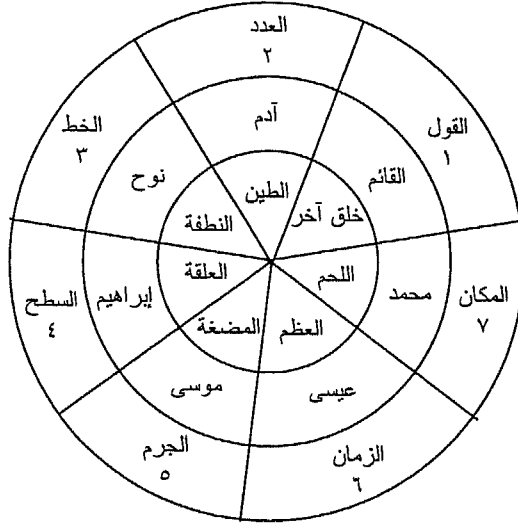 العدد
٢
القول
١
المكان
٧
الزمان
٦
الجرم
٥
السطح
٤
الخط
٣
آدم
القائم
محمد
عيسى
موسى
إبراهيم
نوح
الطين
خلق آخر
اللحم
العظم
المضغة
العلقة
النطفة